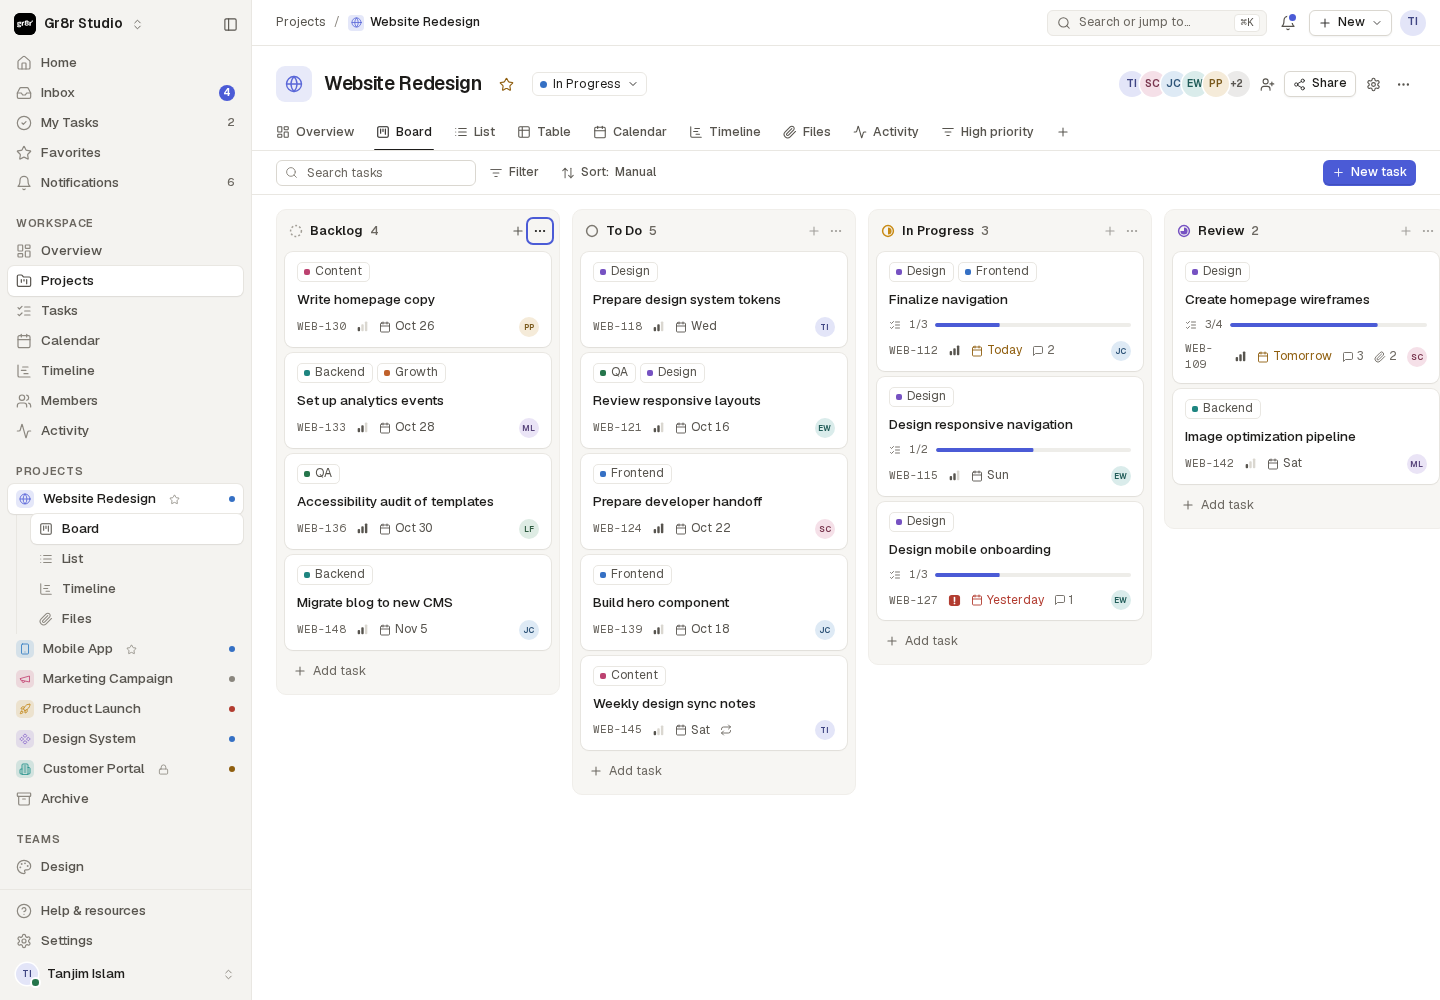 gr8r
Gr8r Studio
Home
Inbox 4
My Tasks 2
Favorites
Notifications 6
WORKSPACE
Overview
Projects
Tasks
Calendar
Timeline
Members
Activity
PROJECTS
Website Redesign
Board
List
Timeline
Files
Mobile App
Marketing Campaign
Product Launch
Design System
Customer Portal
Archive
TEAMS
Design
Help & resources
Settings
TI Tanjim Islam
Projects / Website Redesign
Search or jump to... ⌘K
New
TI
Website Redesign
In Progress
TI SC JC EW PP +2
Share
Overview Board List Table Calendar Timeline Files Activity High priority
Search tasks
Filter
Sort: Manual
New task
Backlog 4
Content
Write homepage copy
WEB-130 Oct 26 PP
Backend Growth
Set up analytics events
WEB-133 Oct 28 ML
QA
Accessibility audit of templates
WEB-136 Oct 30 LF
Backend
Migrate blog to new CMS
WEB-148 Nov 5 JC
Add task
To Do 5
Design
Prepare design system tokens
WEB-118 Wed TI
QA Design
Review responsive layouts
WEB-121 Oct 16 EW
Frontend
Prepare developer handoff
WEB-124 Oct 22 SC
Frontend
Build hero component
WEB-139 Oct 18 JC
Content
Weekly design sync notes
WEB-145 Sat TI
Add task
In Progress 3
Design Frontend
Finalize navigation
1/3
WEB-112 Today 2 JC
Design
Design responsive navigation
1/2
WEB-115 Sun EW
Design
Design mobile onboarding
1/3
WEB-127 Yesterday 1 EW
Add task
Review 2
Design
Create homepage wireframes
3/4
WEB-
109 Tomorrow 3 2 SC
Backend
Image optimization pipeline
WEB-142 Sat ML
Add task